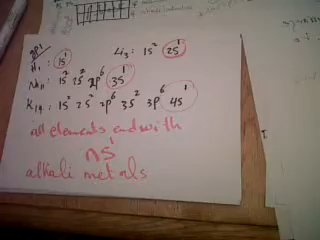 gp1
H1: 1s¹ Li3: 1s² 2s¹
Na11: 1s² 2s² 2p⁶ 3s¹
K19: 1s² 2s² 2p⁶ 3s² 3p⁶ 4s¹
all elements end with
ns¹
alkali metals